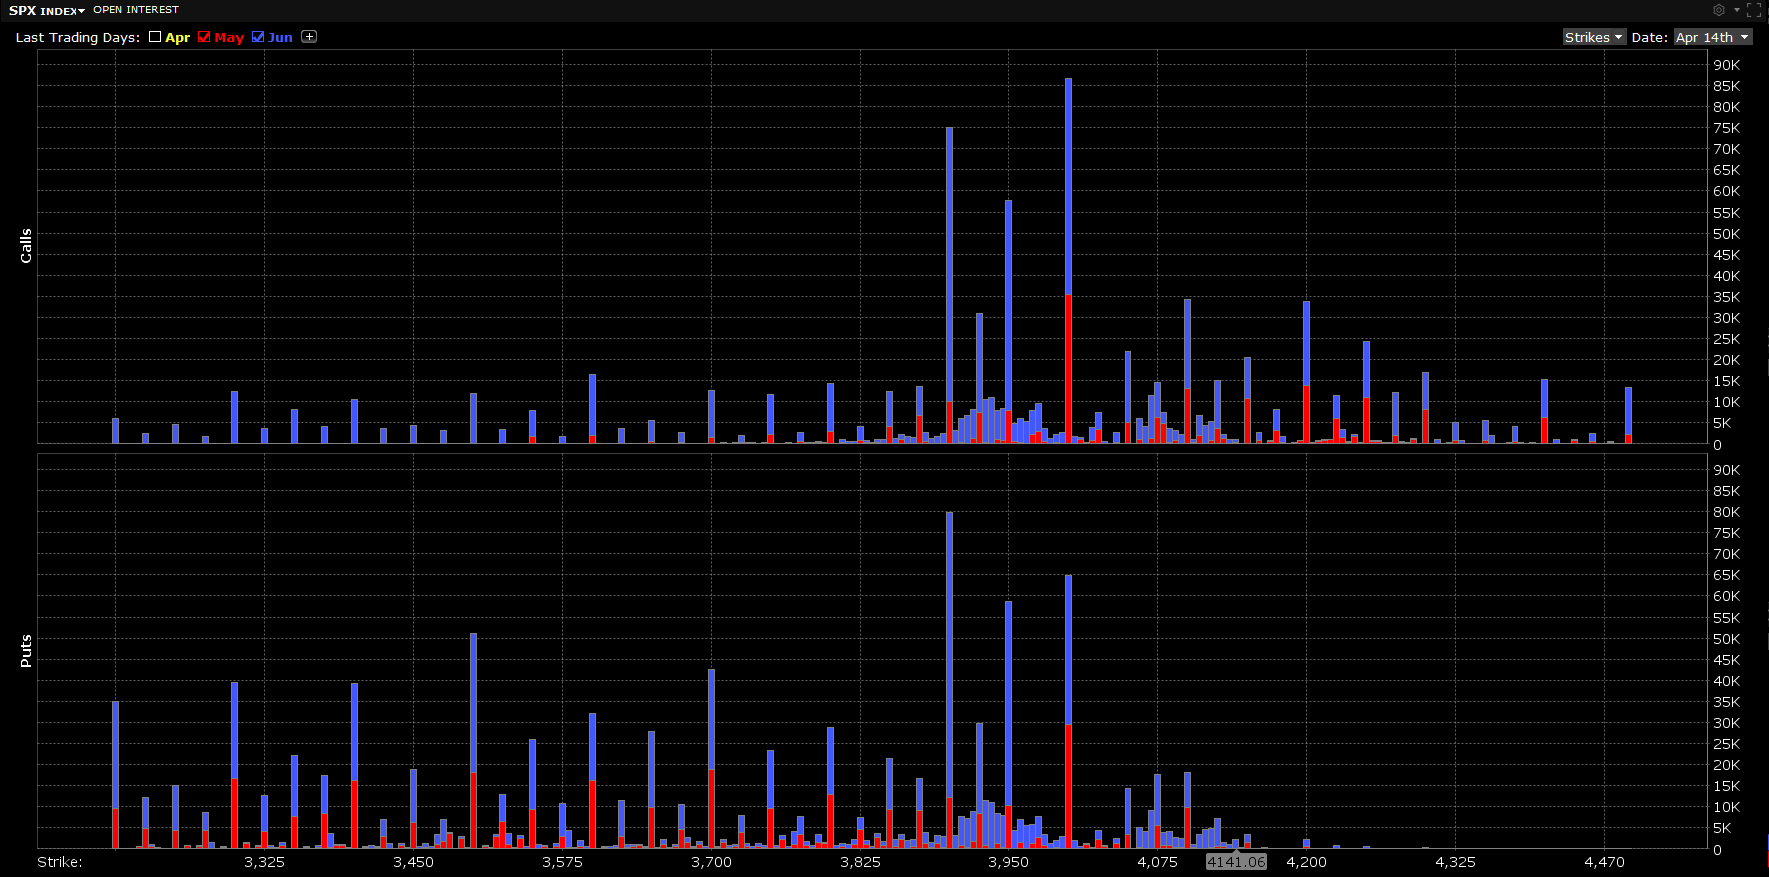 SPX INDEX OPEN INTEREST
Last Trading Days: Apr May Jun +
Strikes Date: Apr 14th
Calls
90K
85K
80K
75K
70K
65K
60K
55K
50K
45K
40K
35K
30K
25K
20K
15K
10K
5K
0
Puts
90K
85K
80K
75K
70K
65K
60K
55K
50K
45K
40K
35K
30K
25K
20K
15K
10K
5K
0
Strike: 3,325 3,450 3,575 3,700 3,825 3,950 4,075 4141.06 4,200 4,325 4,470